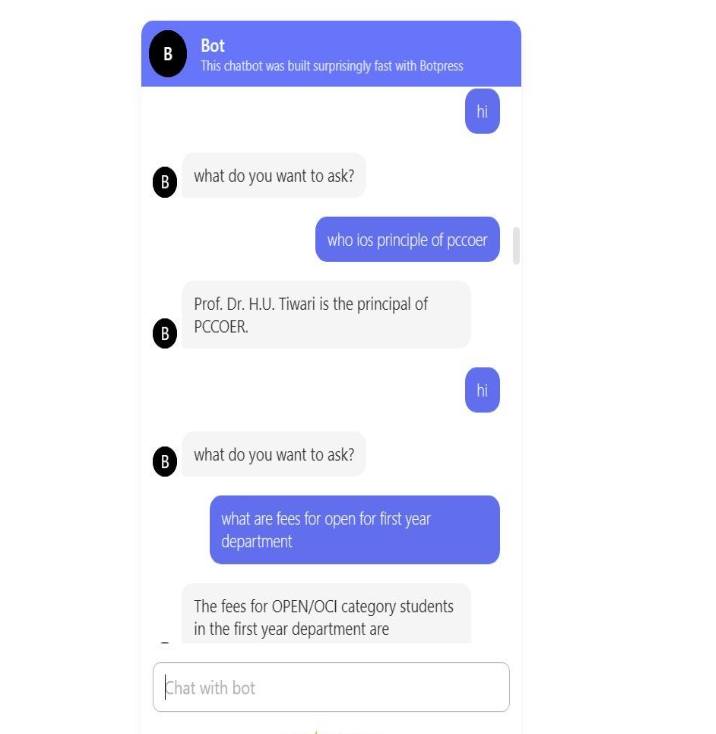 B
Bot
This chatbot was built surprisingly fast with Botpress
hi
B
what do you want to ask?
who ios principle of pccoer
Prof. Dr. H.U. Tiwari is the principal of
PCCOER.
B
hi
B
what do you want to ask?
what are fees for open for first year
department
The fees for OPEN/OCI category students
in the first year department are
Chat with bot